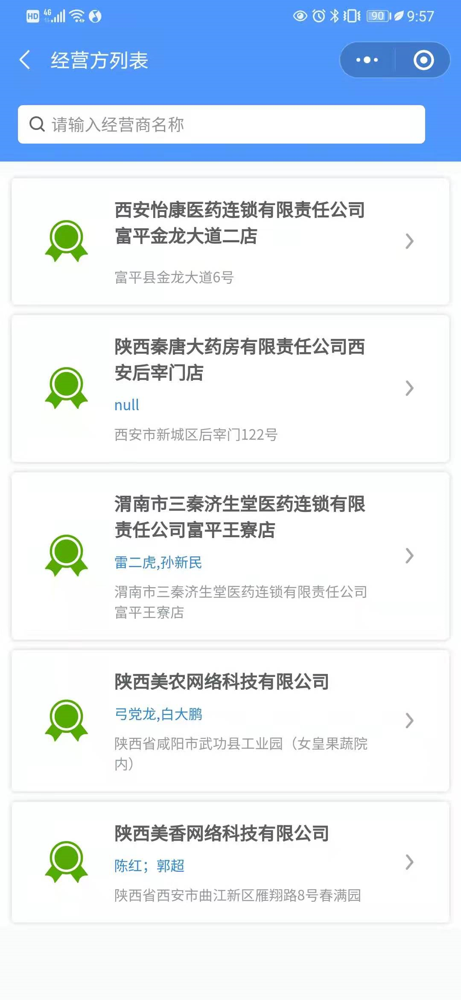 HD 4G 90 9:57
经营方列表
请输入经营商名称
西安怡康医药连锁有限责任公司
富平金龙大道二店
富平县金龙大道6号
陕西秦唐大药房有限责任公司西
安后宰门店
null
西安市新城区后宰门122号
渭南市三秦济生堂医药连锁有限
责任公司富平王寮店
雷二虎,孙新民
渭南市三秦济生堂医药连锁有限责任公司
富平王寮店
陕西美农网络科技有限公司
弓党龙,白大鹏
陕西省咸阳市武功县工业园（女皇果蔬院
内）
陕西美香网络科技有限公司
陈红；郭超
陕西省西安市曲江新区雁翔路8号春满园